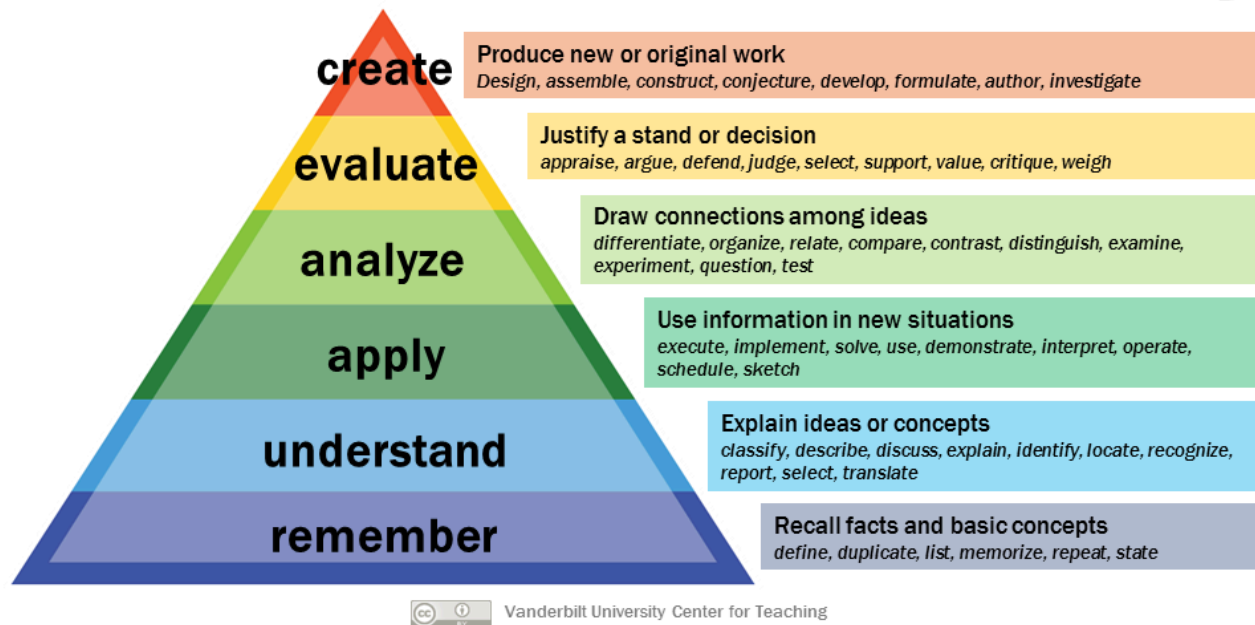 create
Produce new or original work
Design, assemble, construct, conjecture, develop, formulate, author, investigate
evaluate
Justify a stand or decision
appraise, argue, defend, judge, select, support, value, critique, weigh
analyze
Draw connections among ideas
differentiate, organize, relate, compare, contrast, distinguish, examine,
experiment, question, test
apply
Use information in new situations
execute, implement, solve, use, demonstrate, interpret, operate,
schedule, sketch
understand
Explain ideas or concepts
classify, describe, discuss, explain, identify, locate, recognize,
report, select, translate
remember
Recall facts and basic concepts
define, duplicate, list, memorize, repeat, state
cc
Vanderbilt University Center for Teaching